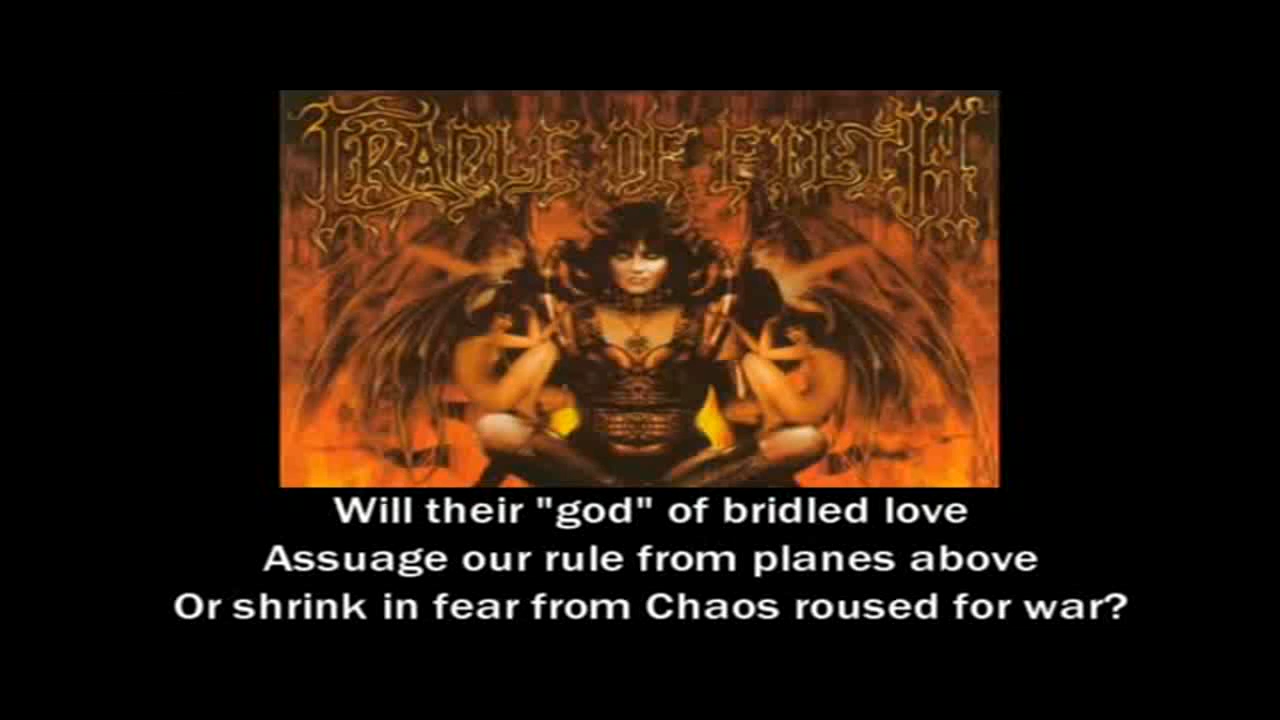 CRADLE OF FILTH
Will their "god" of bridled love
Assuage our rule from planes above
Or shrink in fear from Chaos roused for war?